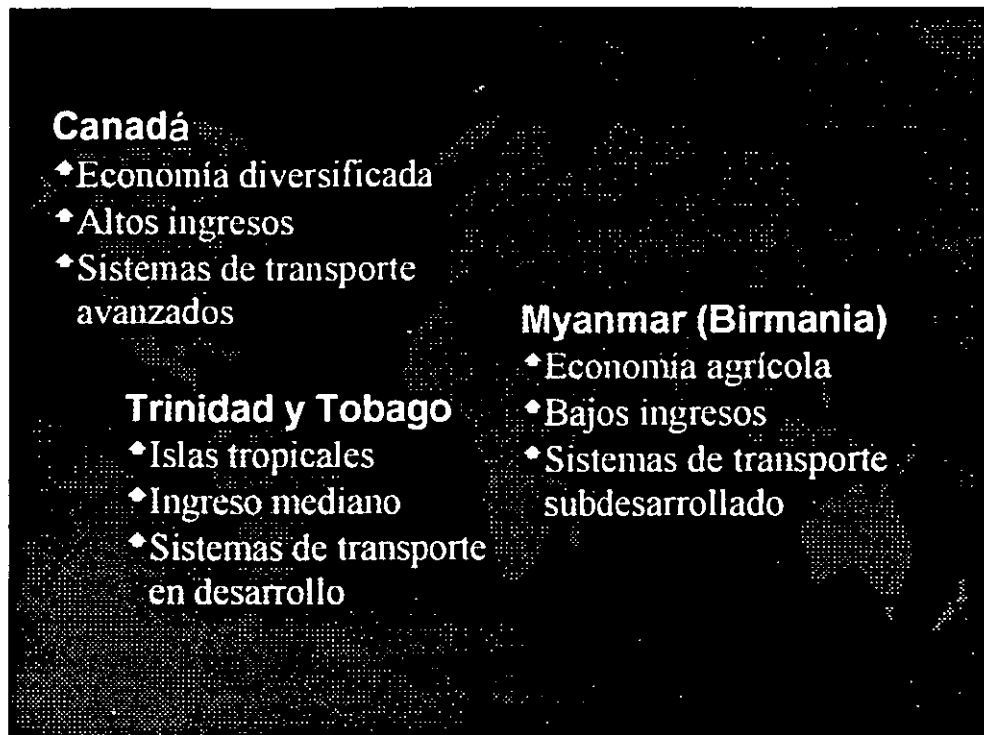 Canadá
Economía diversificada
Altos ingresos
Sistemas de transporte
avanzados
Trinidad y Tobago
Islas tropicales
Ingreso mediano
Sistemas de transporte
en desarrollo
Myanmar (Birmania)
Economía agrícola
Bajos ingresos
Sistemas de transporte
subdesarrollado